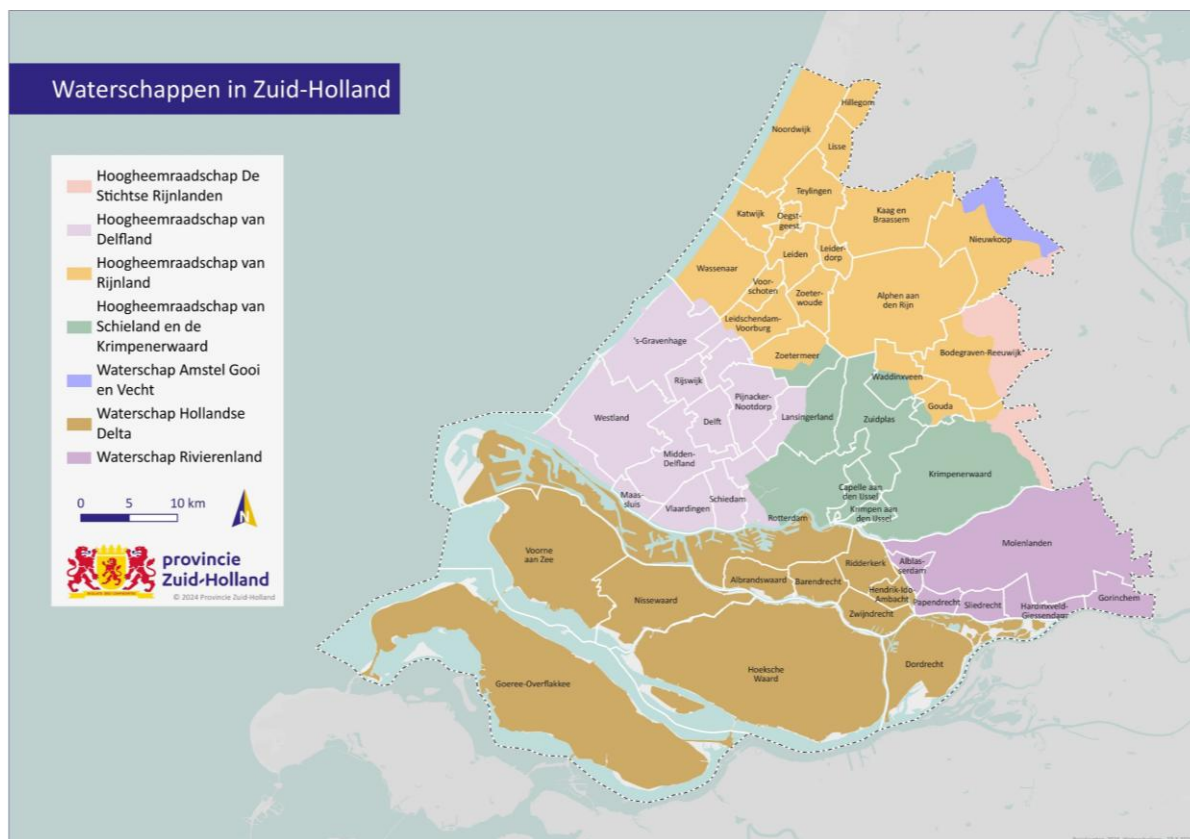 Waterschappen in Zuid-Holland
Hoogheemraadschap De
Stichtse Rijnlanden
Hoogheemraadschap van
Delfland
Hoogheemraadschap van
Rijnland
Hoogheemraadschap van
Schieland en de
Krimpenerwaard
Waterschap Amstel Gooi
en Vecht
Waterschap Hollandse
Delta
Waterschap Rivierenland
0 5 10 km
N
provincie
Zuid-Holland
© 2024 Provincie Zuid-Holland
Hillegom
Noordwijk
Lisse
Teylingen
Katwijk
Oegst-
geest
Kaag en
Braassem
Nieuwkoop
Leiden
Leider-
dorp
Wassenaar
Voor-
schoten
Zoeter-
woude
Alphen aan
den Rijn
Leidschendam-
Voorburg
's-Gravenhage
Zoetermeer
Bodegraven-Reeuwijk
Waddinxveen
Rijswijk
Pijnacker-
Nootdorp
Gouda
Westland
Delft
Lansingerland
Zuidplas
Midden-
Delfland
Krimpenerwaard
Capelle aan
den IJssel
Maas-
sluis
Schiedam
Vlaardingen
Krimpen aan
den IJssel
Rotterdam
Molenlanden
Voorne
aan Zee
Ridderkerk
Alblas-
serdam
Albrandswaard
Barendrecht
Hendrik-Ido-
Ambacht
Nissewaard
Papendrecht
Sliedrecht
Hardinxveld-
Giessendam
Gorinchem
Zwijndrecht
Hoeksche
Waard
Dordrecht
Goeree-Overflakkee